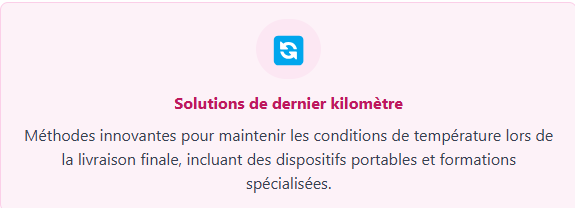 Solutions de dernier kilomètre
Méthodes innovantes pour maintenir les conditions de température lors de
la livraison finale, incluant des dispositifs portables et formations
spécialisées.